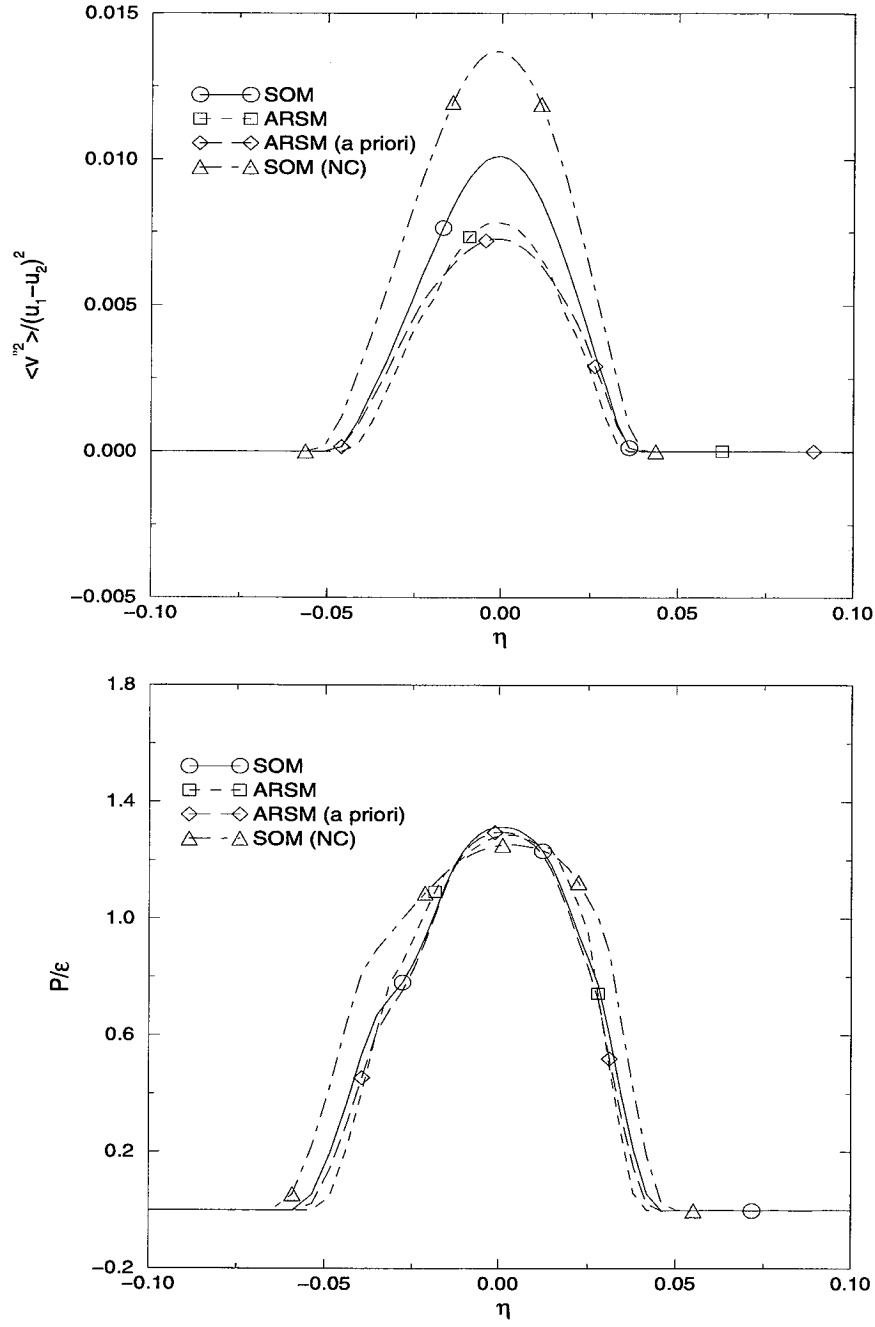 0.015
SOM
ARSM
ARSM (a priori)
SOM (NC)
0.010
<v"²>/(u₁−u₂)²
0.005
0.000
−0.005
−0.10
−0.05
0.00
0.05
0.10
η
1.8
SOM
ARSM
ARSM (a priori)
SOM (NC)
1.4
1.0
P/ε
0.6
0.2
−0.2
−0.10
−0.05
0.00
0.05
0.10
η